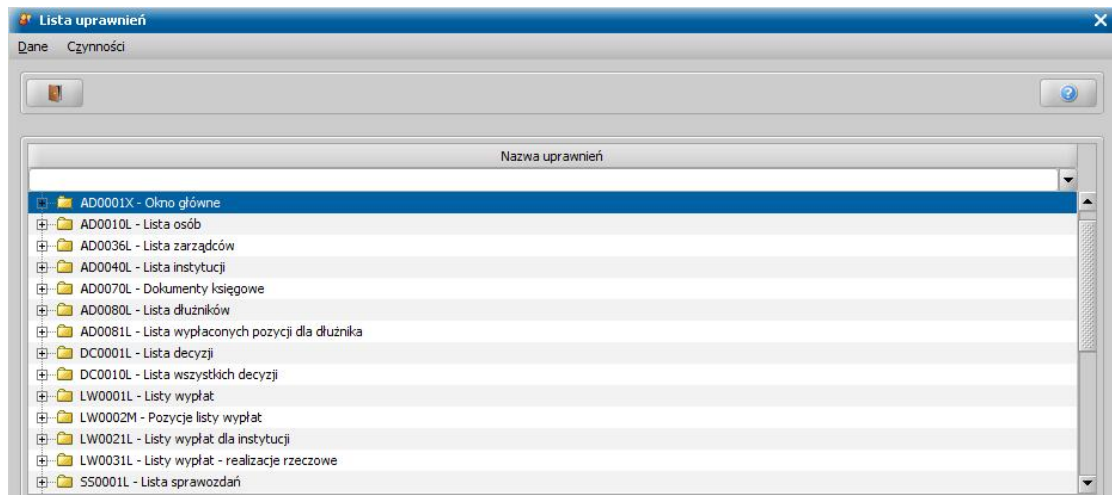 Lista uprawnień
Dane Czynności
Nazwa uprawnień
AD0001X - Okno główne
AD0010L - Lista osób
AD0036L - Lista zarządców
AD0040L - Lista instytucji
AD0070L - Dokumenty księgowe
AD0080L - Lista dłużników
AD0081L - Lista wypłaconych pozycji dla dłużnika
DC0001L - Lista decyzji
DC0010L - Lista wszystkich decyzji
LW0001L - Listy wypłat
LW0002M - Pozycje listy wypłat
LW0021L - Listy wypłat dla instytucji
LW0031L - Listy wypłat - realizacje rzeczowe
SS0001L - Lista sprawozdań